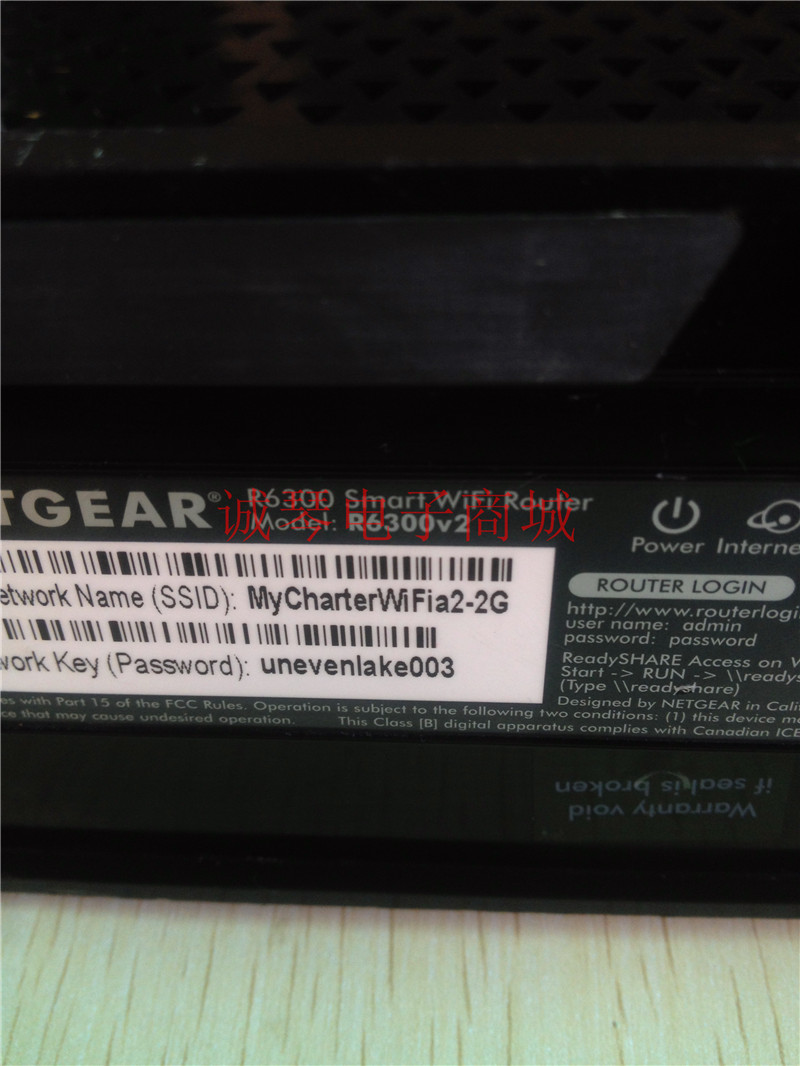 TGEAR® R6300 Smart WiFi Router
Model: R6300v2
诚琴电子商城
Power Interne
etwork Name (SSID): MyCharterWiFia2-2G
work Key (Password): unevenlake003
ROUTER LOGIN
http://www.routerlogi
user name: admin
password: password
ReadySHARE Access on W
Start -> RUN -> \\readys
(Type \\readyshare)
Designed by NETGEAR in Cali
es with Part 15 of the FCC Rules. Operation is subject to the following two conditions: (1) this device ma
ce that may cause undesired operation. This Class [B] digital apparatus complies with Canadian ICE
Warranty void
if seal is broken